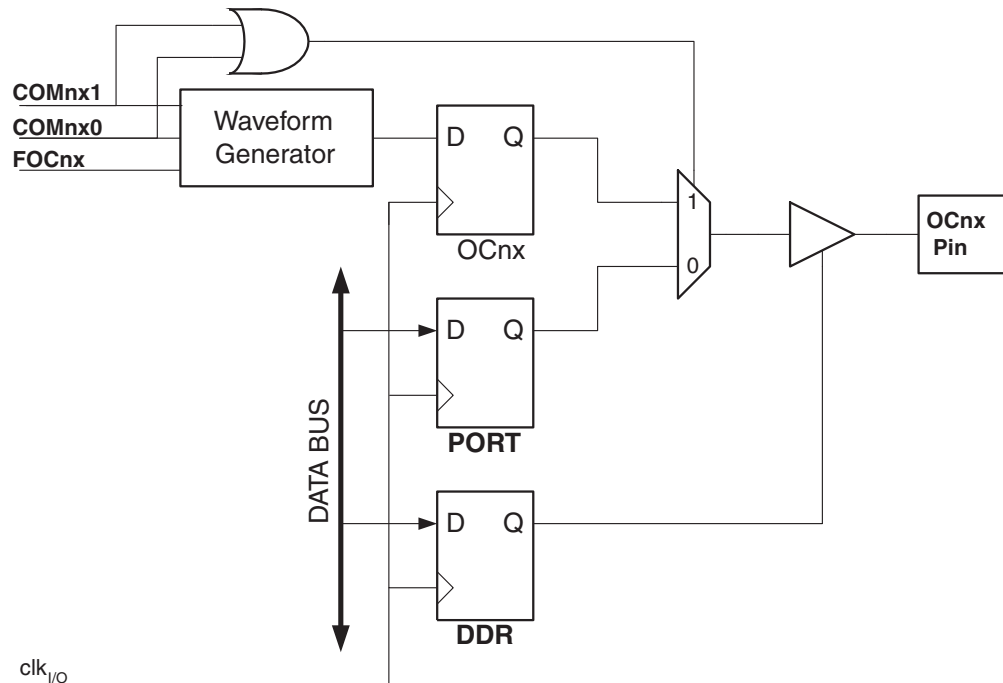 COMnx1
COMnx0
FOCnx
Waveform
Generator
D Q
OCnx
1
0
OCnx
Pin
D Q
PORT
DATA BUS
D Q
DDR
clkI/O